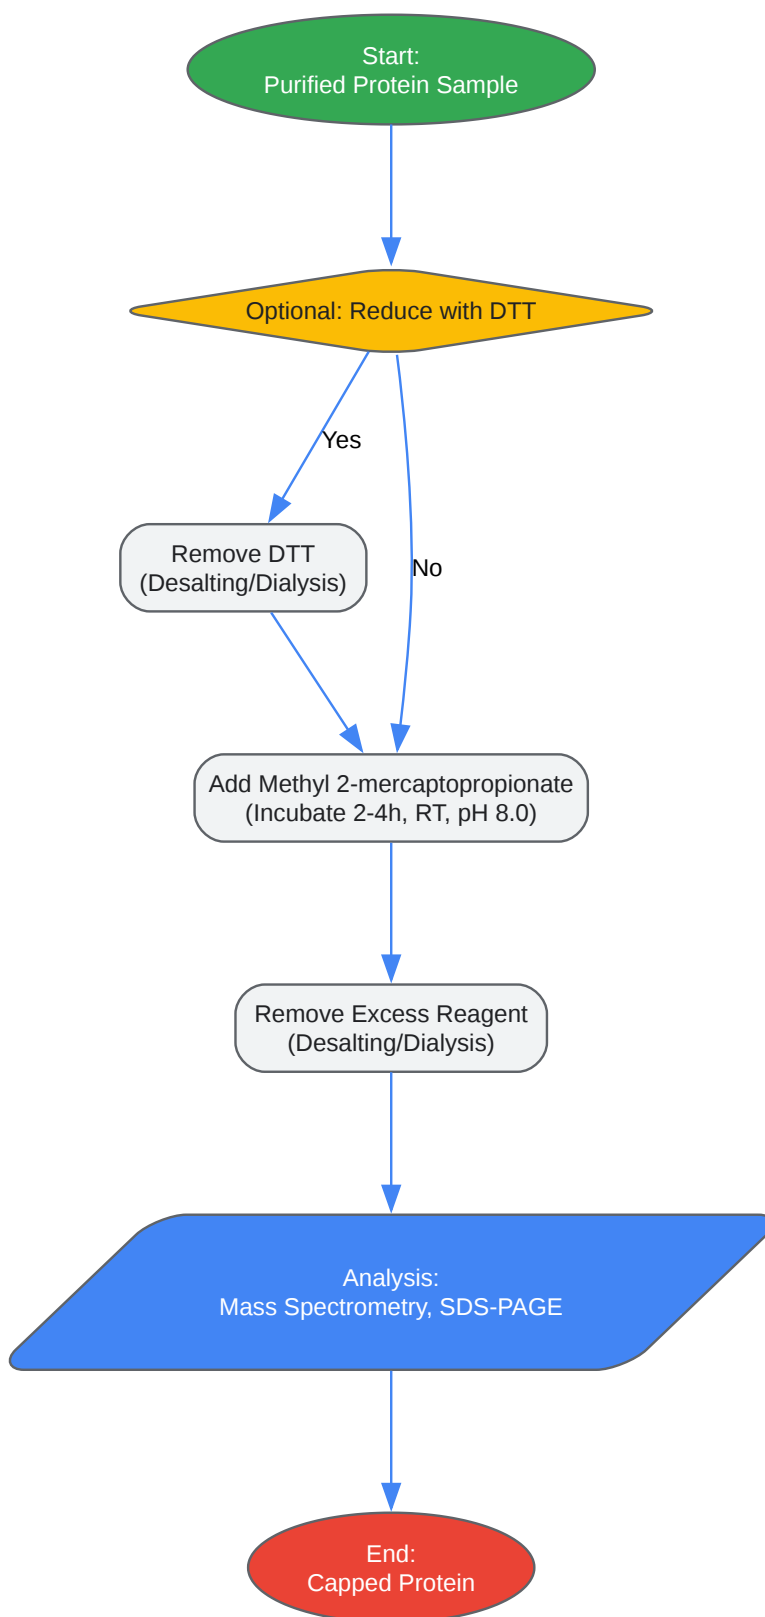 Start:
Purified Protein Sample
Optional: Reduce with DTT
Yes
Remove DTT
(Desalting/Dialysis)
No
Add Methyl 2-mercaptopropionate
(Incubate 2-4h, RT, pH 8.0)
Remove Excess Reagent
(Desalting/Dialysis)
Analysis:
Mass Spectrometry, SDS-PAGE
End:
Capped Protein